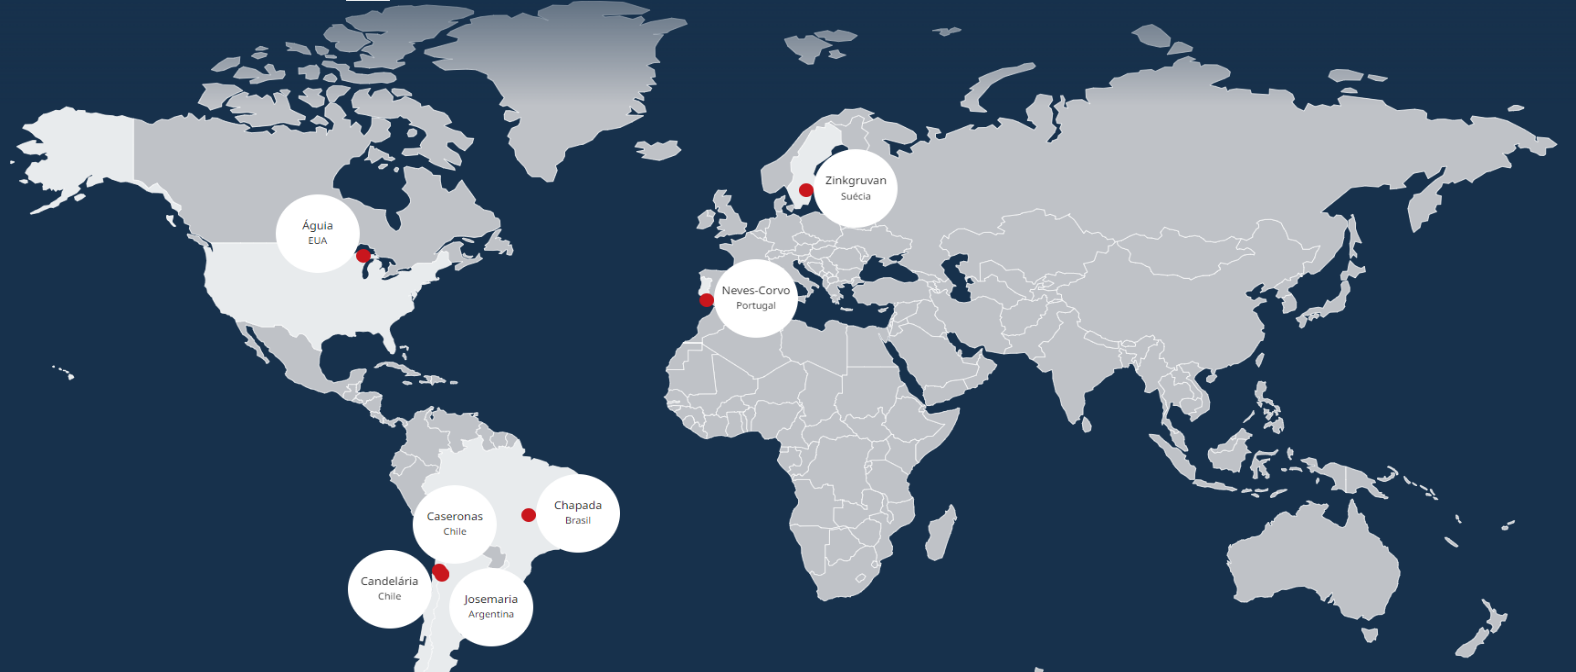 Zinkgruvan
Suécia
Águia
EUA
Neves-Corvo
Portugal
Chapada
Brasil
Caseronas
Chile
Candelária
Chile
Josemaria
Argentina